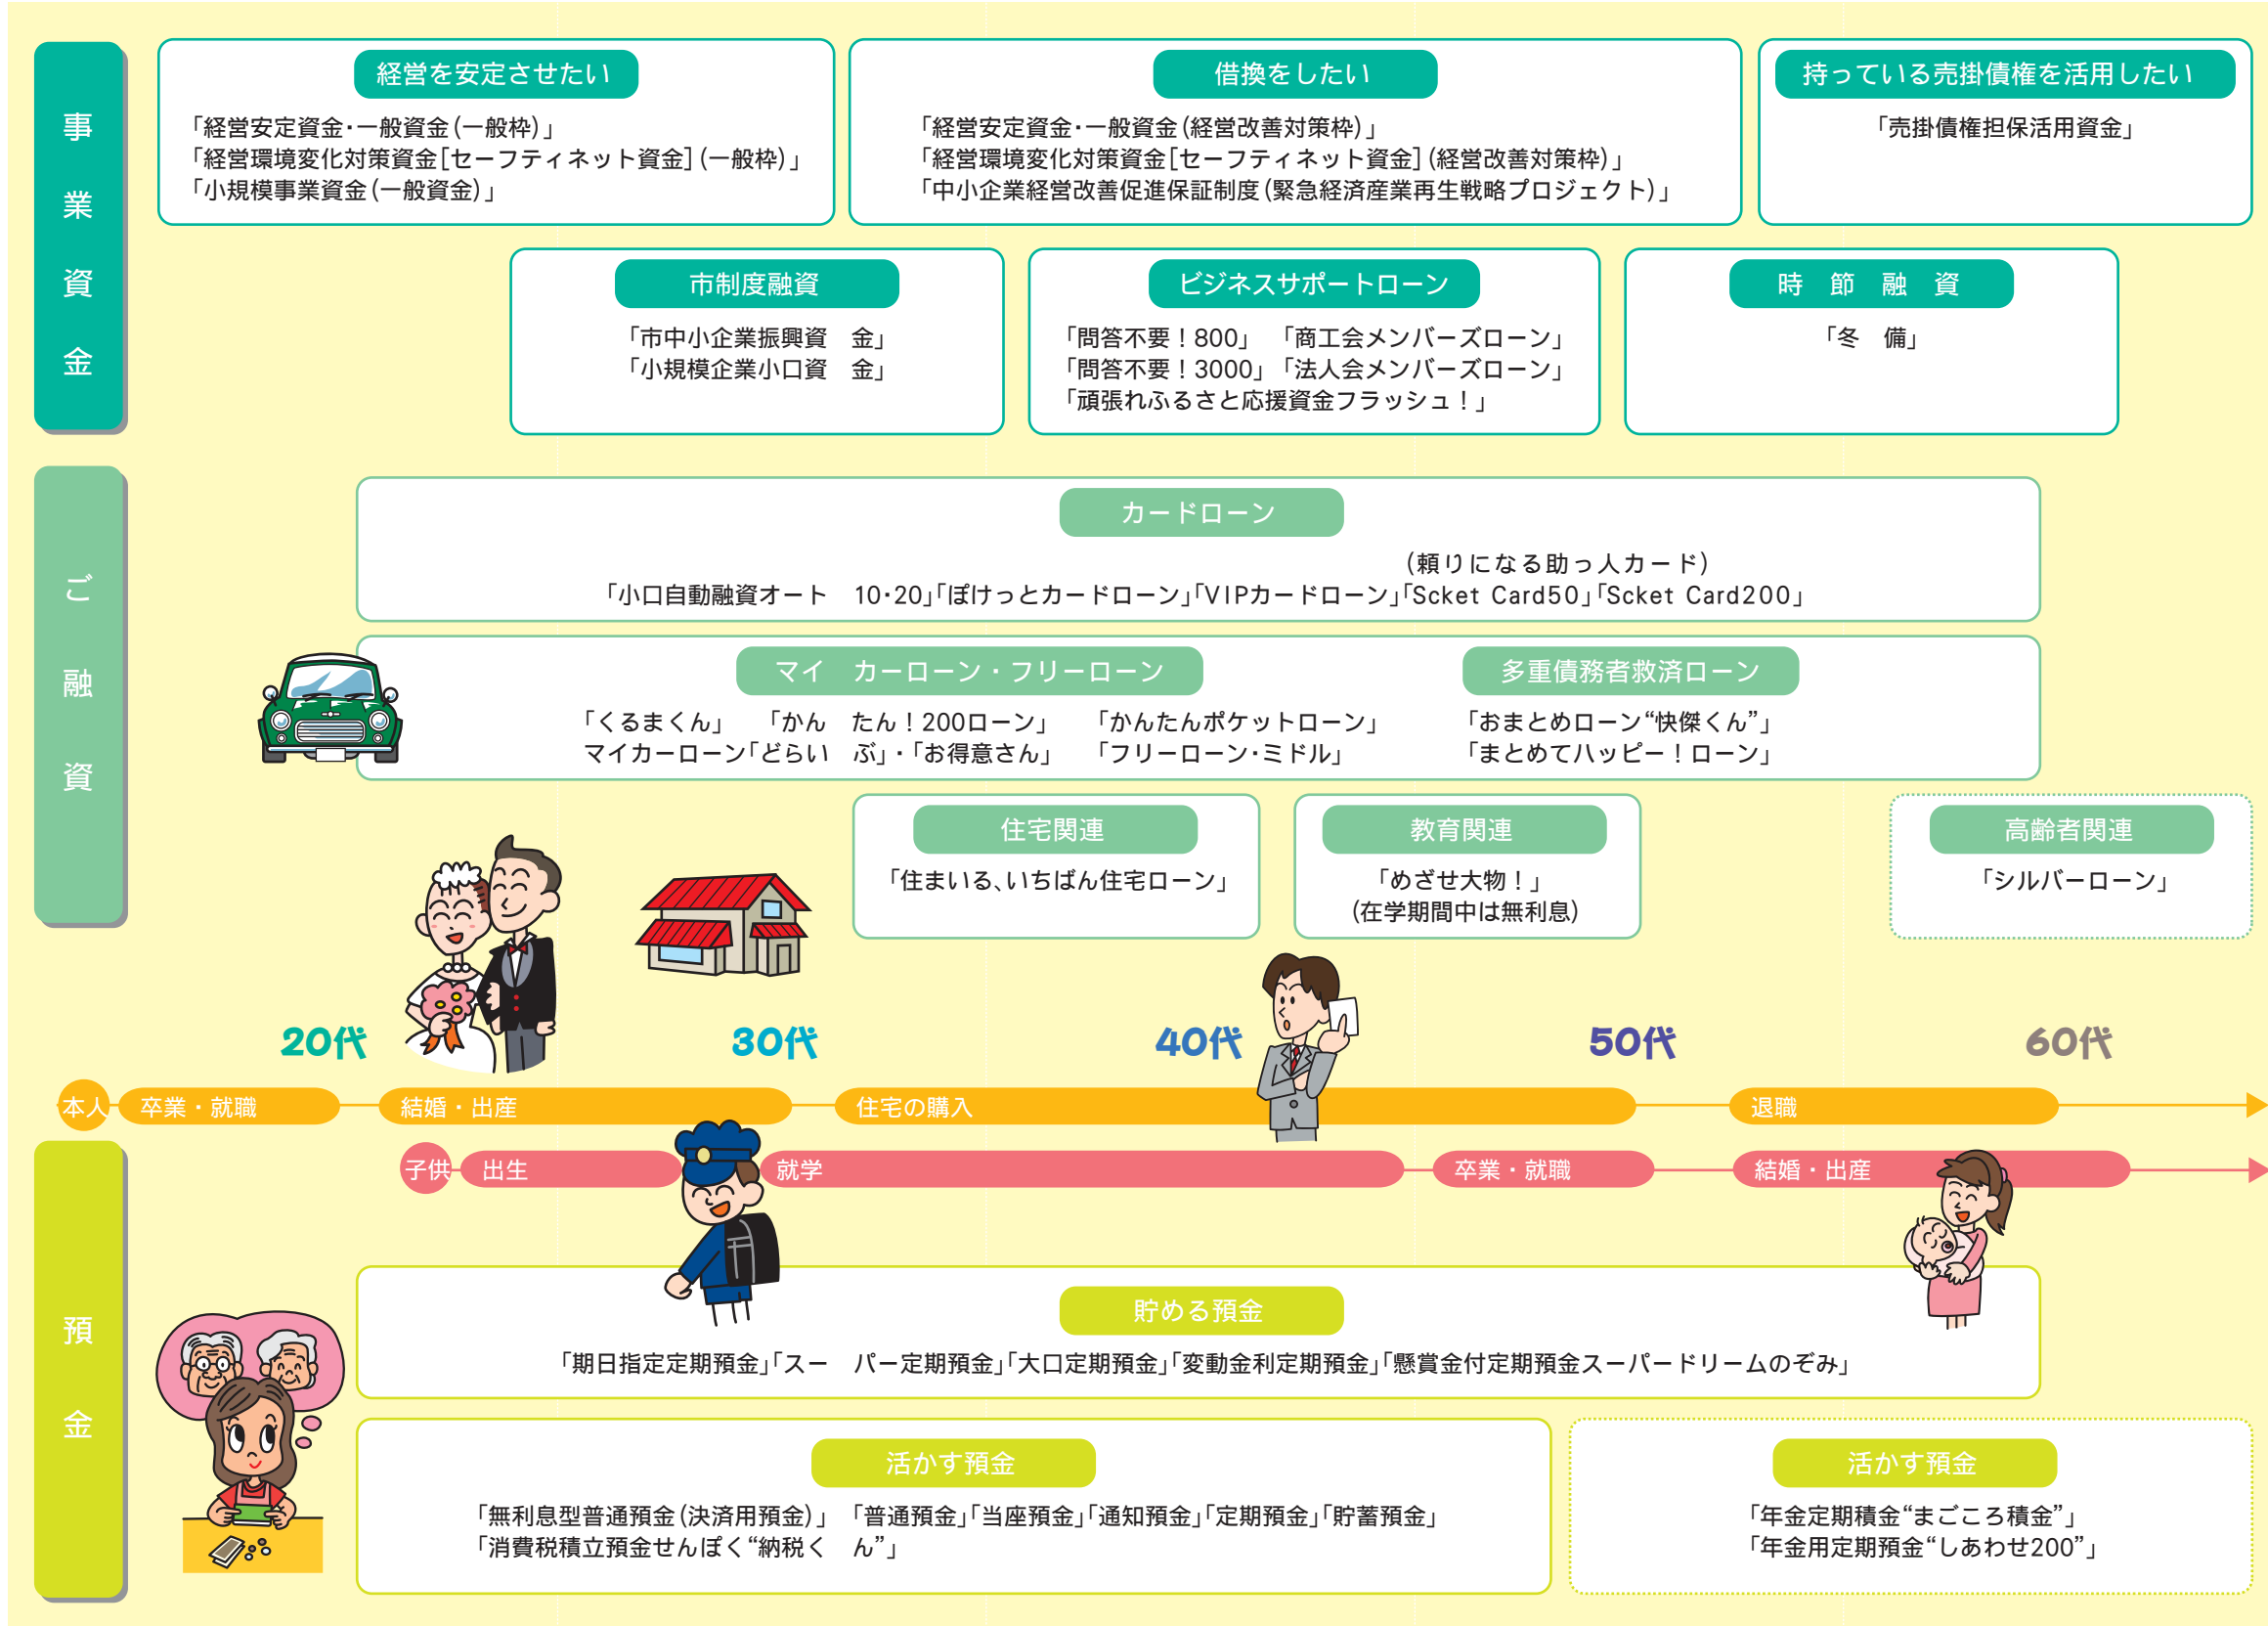 事業資金
経営を安定させたい
「経営安定資金・一般資金(一般枠)」
「経営環境変化対策資金[セーフティネット資金](一般枠)」
「小規模事業資金(一般資金)」
借換をしたい
「経営安定資金・一般資金(経営改善対策枠)」
「経営環境変化対策資金[セーフティネット資金](経営改善対策枠)」
「中小企業経営改善促進保証制度(緊急経済産業再生戦略プロジェクト)」
持っている売掛債権を活用したい
「売掛債権担保活用資金」
市制度融資
「市中小企業振興資　金」
「小規模企業小口資　金」
ビジネスサポートローン
「問答不要！800」 「商工会メンバーズローン」
「問答不要！3000」「法人会メンバーズローン」
「頑張れふるさと応援資金フラッシュ！」
時　節　融　資
「冬　備」
ご融資
カードローン
(頼りになる助っ人カード)
「小口自動融資オート　10・20」「ぽけっとカードローン」「VIPカードローン」「Scket Card50」「Scket Card200」
マイ　カーローン・フリーローン
「くるまくん」　「かん　たん！200ローン」　「かんたんポケットローン」
マイカーローン「どらい　ぶ」・「お得意さん」　「フリーローン・ミドル」
多重債務者救済ローン
「おまとめローン“快傑くん”」
「まとめてハッピー！ローン」
住宅関連
「住まいる、いちばん住宅ローン」
教育関連
「めざせ大物！」
(在学期間中は無利息)
高齢者関連
「シルバーローン」
20代　30代　40代　50代　60代
本人　卒業・就職　結婚・出産　住宅の購入　退職
子供　出生　就学　卒業・就職　結婚・出産
預金
貯める預金
「期日指定定期預金」「スー　パー定期預金」「大口定期預金」「変動金利定期預金」「懸賞金付定期預金スーパードリームのぞみ」
活かす預金
「無利息型普通預金(決済用預金)」　「普通預金」「当座預金」「通知預金」「定期預金」「貯蓄預金」
「消費税積立預金せんぽく“納税く　ん”」
活かす預金
「年金定期積金“まごころ積金”」
「年金用定期預金“しあわせ200”」